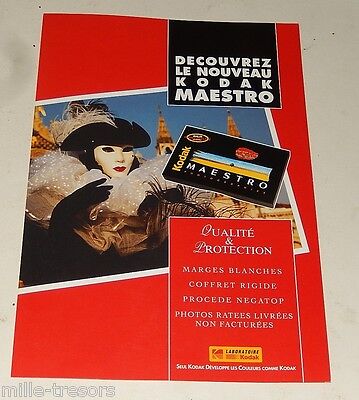 DECOUVREZ
LE NOUVEAU
KODAK
MAESTRO
Kodak
MAESTRO
QUALITÉ
&
PROTECTION
MARGES BLANCHES
COFFRET RIGIDE
PROCEDE NEGATOP
PHOTOS RATEES LIVRÉES
NON FACTURÉES
LABORATOIRE
Kodak
SEUL KODAK DÉVELOPPE LES COULEURS COMME KODAK
mille-tresors